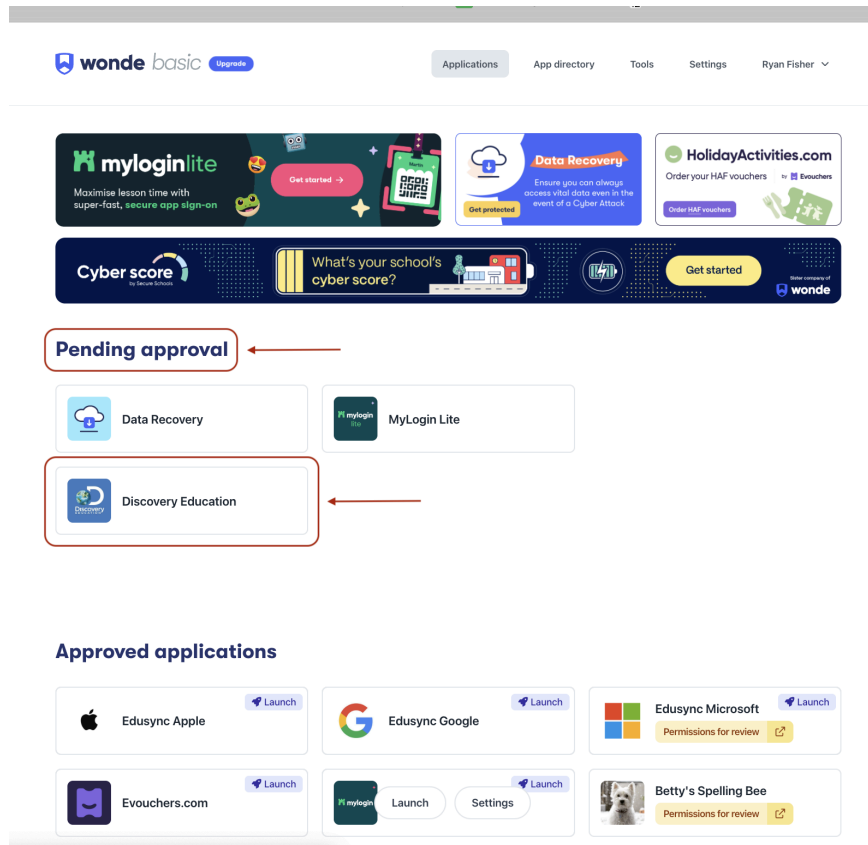 wonde basic Upgrade
Applications
App directory
Tools
Settings
Ryan Fisher
myloginlite
Maximise lesson time with
super-fast, secure app sign-on
Get started →
Data Recovery
Ensure you can always
access vital data even in the
event of a Cyber Attack
Get protected
HolidayActivities.com
Order your HAF vouchers by Evouchers
Order HAF vouchers
Cyber score
by Secure Schools
What's your school's
cyber score?
Get started
Sister company of
wonde
Pending approval
Data Recovery
mylogin
lite
MyLogin Lite
Discovery
EDUCATION
Discovery Education
Approved applications
Launch
Edusync Apple
Launch
Edusync Google
Launch
Edusync Microsoft
Permissions for review
Launch
Evouchers.com
Launch
mylogin
Launch
Settings
Betty's Spelling Bee
Permissions for review